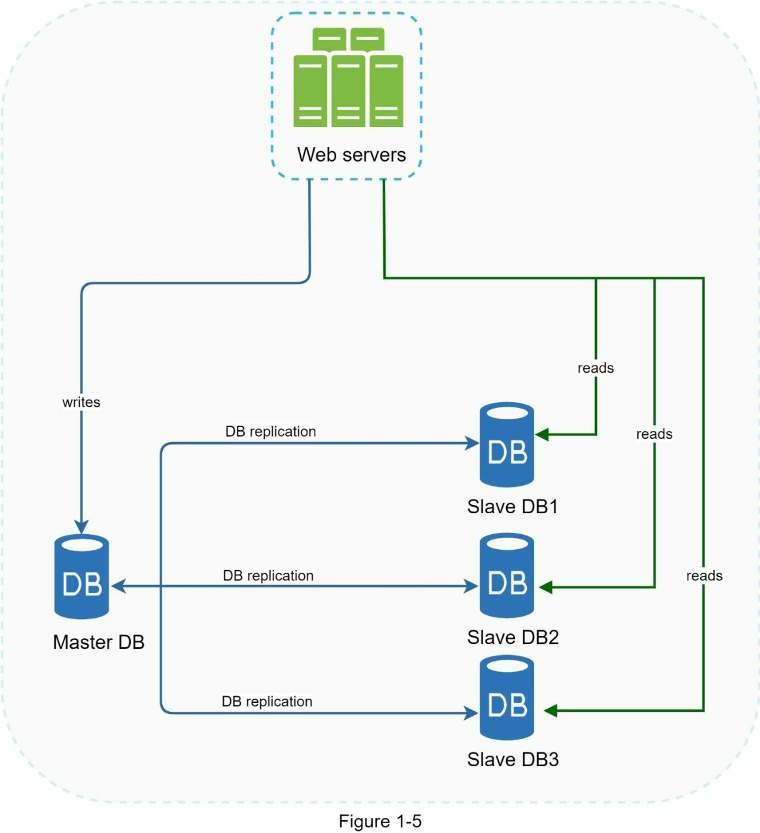 Web servers
reads
writes
DB replication
reads
DB
Slave DB1
DB replication
reads
DB
DB
Master DB
Slave DB2
DB replication
DB
Slave DB3
Figure 1-5